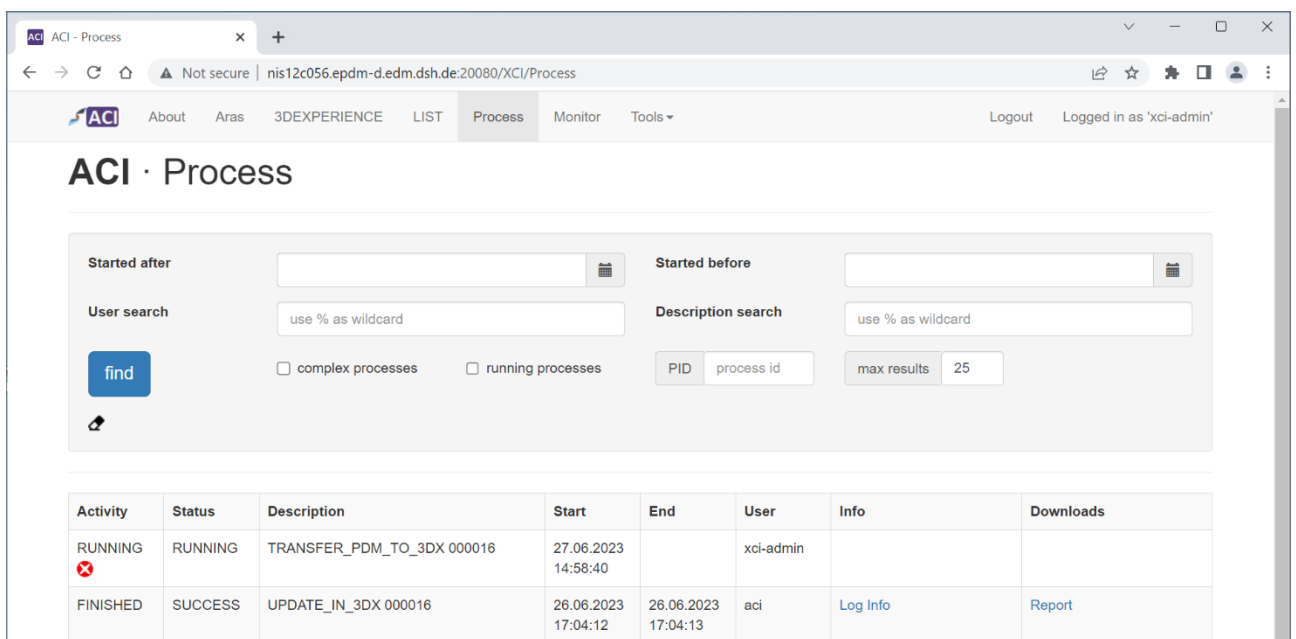 ACI ACI - Process
Not secure nis12c056.epdm-d.edm.dsh.de:20080/XCI/Process
ACI About Aras 3DEXPERIENCE LIST Process Monitor Tools Logout Logged in as 'xci-admin'
ACI · Process
Started after Started before
User search use % as wildcard Description search use % as wildcard
find complex processes running processes PID process id max results 25
Activity Status Description Start End User Info Downloads
RUNNING RUNNING TRANSFER_PDM_TO_3DX 000016 27.06.2023 xci-admin
14:58:40
FINISHED SUCCESS UPDATE_IN_3DX 000016 26.06.2023 26.06.2023 aci Log Info Report
17:04:12 17:04:13